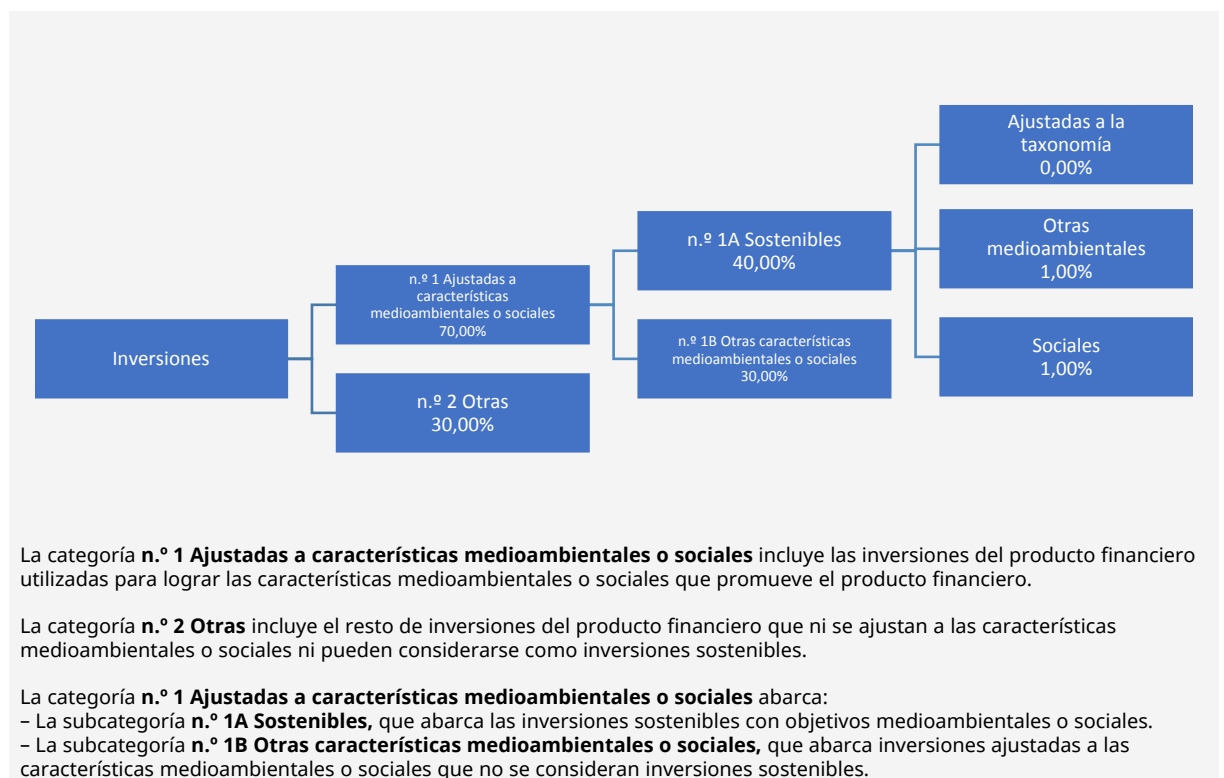 Inversiones
n.º 1 Ajustadas a
características
medioambientales o sociales
70,00%
n.º 2 Otras
30,00%
n.º 1A Sostenibles
40,00%
n.º 1B Otras características
medioambientales o sociales
30,00%
Ajustadas a la
taxonomía
0,00%
Otras
medioambientales
1,00%
Sociales
1,00%
La categoría n.º 1 Ajustadas a características medioambientales o sociales incluye las inversiones del producto financiero
utilizadas para lograr las características medioambientales o sociales que promueve el producto financiero.
La categoría n.º 2 Otras incluye el resto de inversiones del producto financiero que ni se ajustan a las características
medioambientales o sociales ni pueden considerarse como inversiones sostenibles.
La categoría n.º 1 Ajustadas a características medioambientales o sociales abarca:
– La subcategoría n.º 1A Sostenibles, que abarca las inversiones sostenibles con objetivos medioambientales o sociales.
– La subcategoría n.º 1B Otras características medioambientales o sociales, que abarca inversiones ajustadas a las
características medioambientales o sociales que no se consideran inversiones sostenibles.